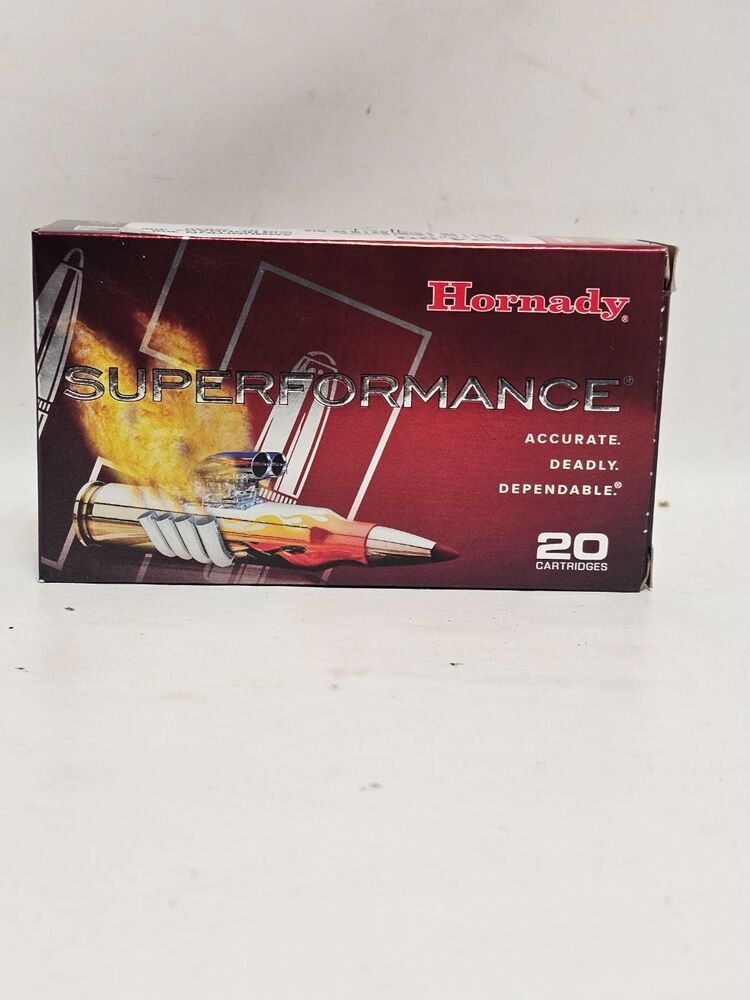 Hornady®
SUPERFORMANCE®
ACCURATE.
DEADLY.
DEPENDABLE.®
20
CARTRIDGES